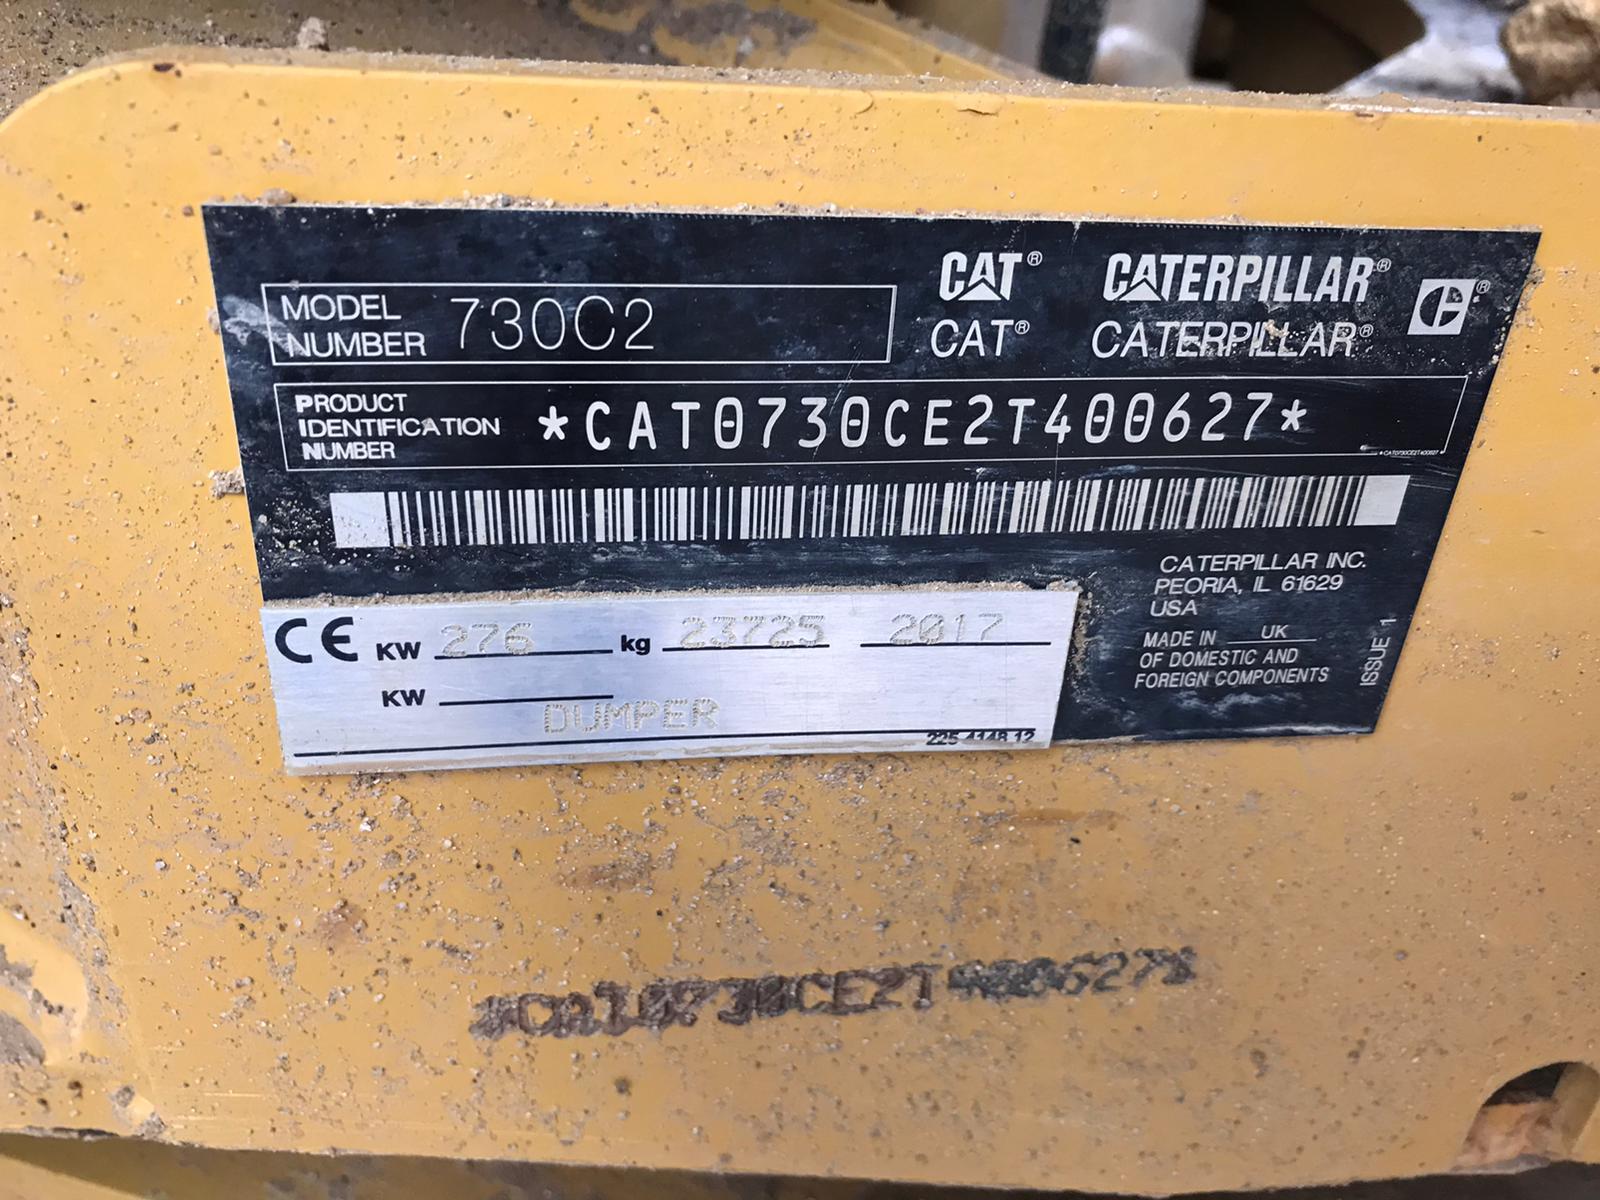 MODEL NUMBER 730C2
CAT® CATERPILLAR®
CAT® CATERPILLAR®
PRODUCT IDENTIFICATION NUMBER *CAT0730CE2T400627*
*CAT0730CE2T400627*
CATERPILLAR INC.
PEORIA, IL 61629
USA
MADE IN UK
OF DOMESTIC AND
FOREIGN COMPONENTS
ISSUE 1
CE KW 276 kg 23725 2017
KW
DUMPER
225 4148 12
*CAT0730CE2T400627*